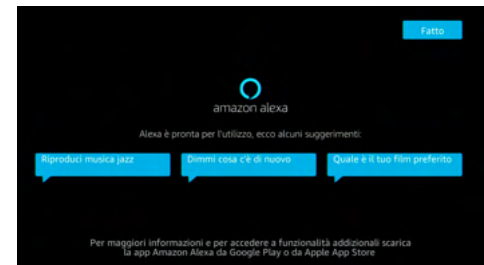 Fatto
amazon alexa
Alexa è pronta per l'utilizzo, ecco alcuni suggerimenti:
Riproduci musica jazz
Dimmi cosa c'è di nuovo
Quale è il tuo film preferito
Per maggiori informazioni e per accedere a funzionalità addizionali scarica
la app Amazon Alexa da Google Play o da Apple App Store